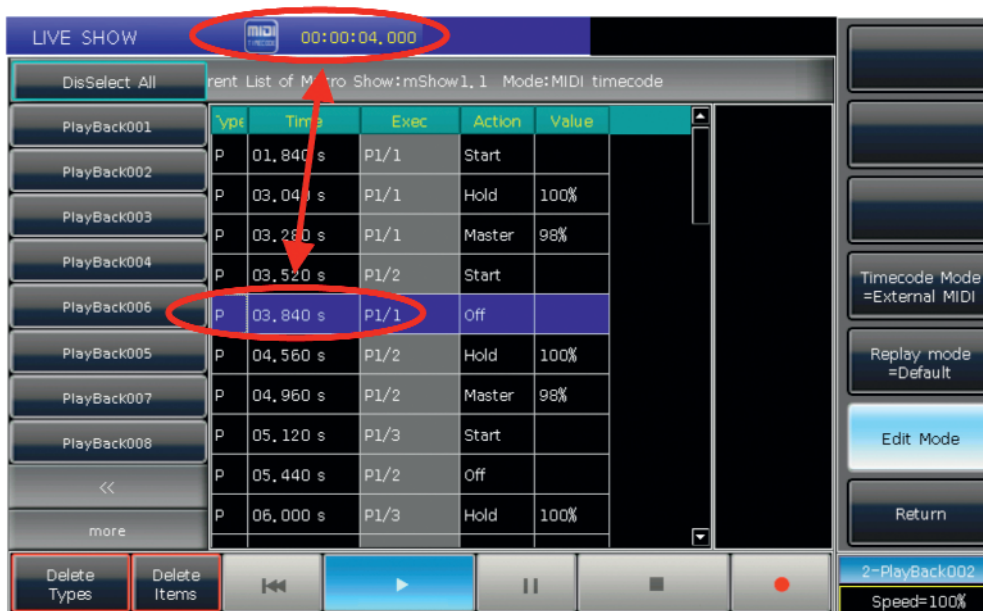 LIVE SHOW
midi
TIMECODE
00:00:04.000
DisSelect All
rent List of Macro Show:mShow1.1 Mode:MIDI timecode
PlayBack001
PlayBack002
PlayBack003
PlayBack004
PlayBack006
PlayBack005
PlayBack007
PlayBack008
<<
more
Type Time Exec Action Value
P 01.840 s P1/1 Start
P 03.040 s P1/1 Hold 100%
P 03.280 s P1/1 Master 98%
P 03.520 s P1/2 Start
P 03.840 s P1/1 Off
P 04.560 s P1/2 Hold 100%
P 04.960 s P1/2 Master 98%
P 05.120 s P1/3 Start
P 05.440 s P1/2 Off
P 06.000 s P1/3 Hold 100%
Timecode Mode
=External MIDI
Replay mode
=Default
Edit Mode
Return
Delete
Types
Delete
Items
2-PlayBack002
Speed=100%